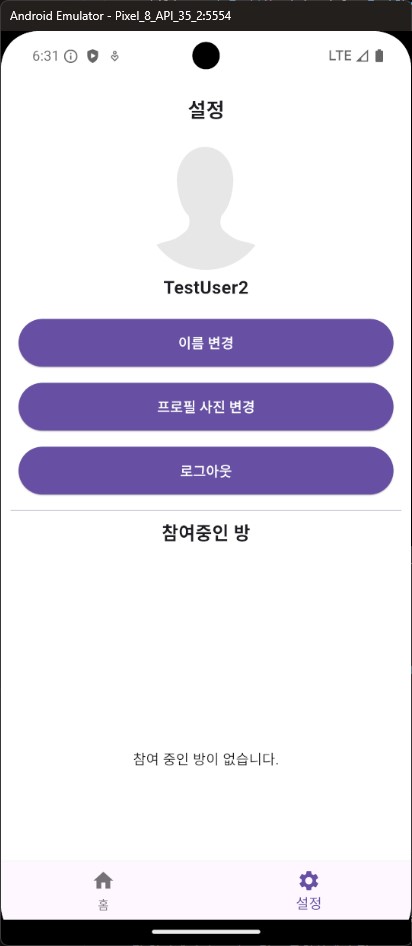 Android Emulator - Pixel_8_API_35_2:5554
6:31
LTE
설정
TestUser2
이름 변경
프로필 사진 변경
로그아웃
참여중인 방
참여 중인 방이 없습니다.
홈
설정